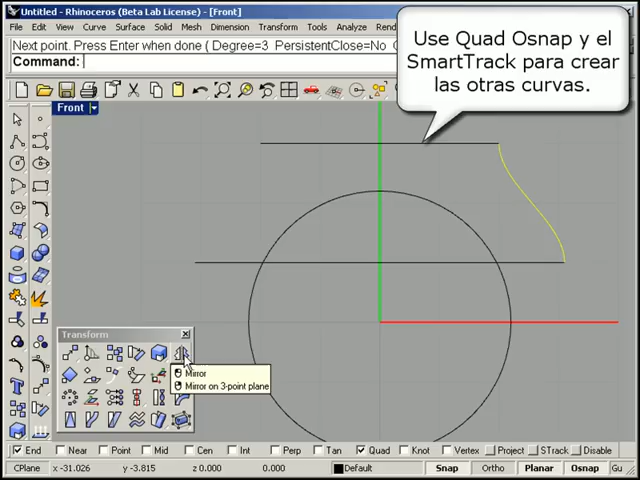 Untitled - Rhinoceros (Beta Lab License) - [Front]
File Edit View Curve Surface Solid Mesh Dimension Transform Tools Analyze Render
Next point. Press Enter when done ( Degree=3 PersistentClose=No
Command:
Use Quad Osnap y el
SmartTrack para crear
las otras curvas.
Front
Transform
Mirror
Mirror on 3-point plane
End Near Point Mid Cen Int Perp Tan Quad Knot Vertex Project STrack Disable
CPlane x -31.026 y -3.815 z 0.000 0.000 Default Snap Ortho Planar Osnap Gu